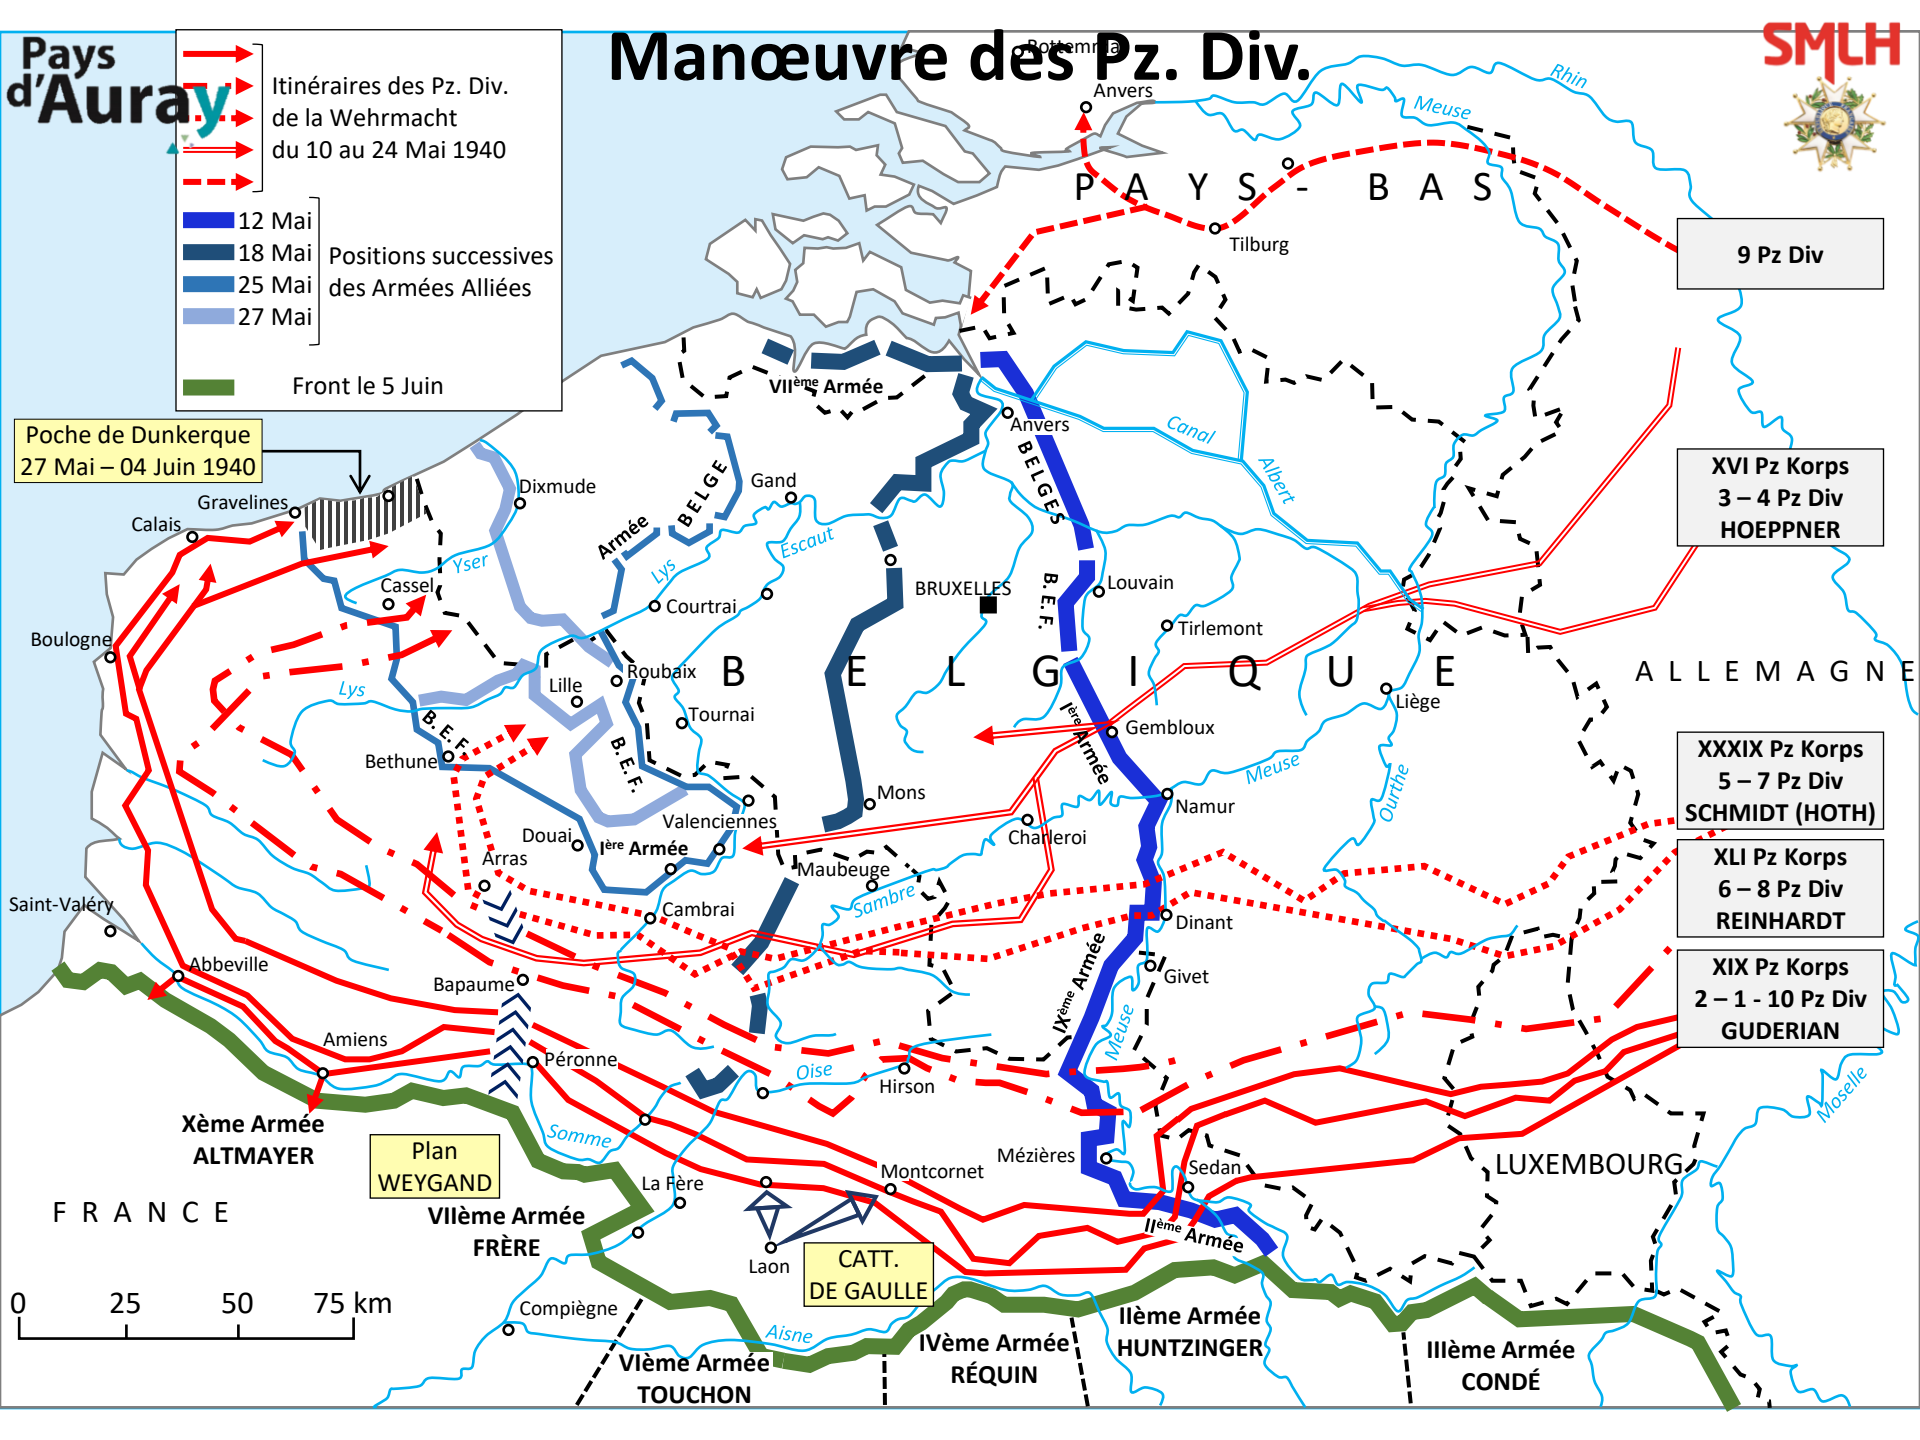 Manœuvre des Pz. Div.
Pays
d'Auray
SMLH
Itinéraires des Pz. Div.
de la Wehrmacht
du 10 au 24 Mai 1940
12 Mai
18 Mai
25 Mai
27 Mai
Positions successives
des Armées Alliées
Front le 5 Juin
Poche de Dunkerque
27 Mai – 04 Juin 1940
Anvers
Rhin
Meuse
PAYS-BAS
Tilburg
9 Pz Div
VIIème Armée
Anvers
Canal
Albert
BELGES
XVI Pz Korps
3 – 4 Pz Div
HOEPPNER
Gravelines
Calais
Dixmude
Gand
Armée
BELGE
Escaut
Yser
Lys
Cassel
Courtrai
BRUXELLES
B.E.F.
Louvain
Tirlemont
Boulogne
Roubaix
Lille
Lys
Tournai
BELGIQUE
ALLEMAGNE
Liège
Ière Armée
Gembloux
B.E.F.
B.E.F.
Bethune
Meuse
Ourthe
XXXIX Pz Korps
5 – 7 Pz Div
SCHMIDT (HOTH)
Mons
Namur
Valenciennes
Charleroi
Douai
Ière Armée
Arras
Maubeuge
Sambre
XLI Pz Korps
6 – 8 Pz Div
REINHARDT
Saint-Valéry
Cambrai
Dinant
Abbeville
Bapaume
IXème Armée
Givet
XIX Pz Korps
2 – 1 - 10 Pz Div
GUDERIAN
Amiens
Péronne
Oise
Hirson
Meuse
Moselle
Xème Armée
ALTMAYER
Somme
Plan
WEYGAND
Mézières
Sedan
Montcornet
LUXEMBOURG
La Fère
FRANCE
VIIème Armée
FRÈRE
IIème Armée
Laon
CATT.
DE GAULLE
0 25 50 75 km
Compiègne
Aisne
VIème Armée
TOUCHON
IVème Armée
RÉQUIN
IIème Armée
HUNTZINGER
IIIème Armée
CONDÉ